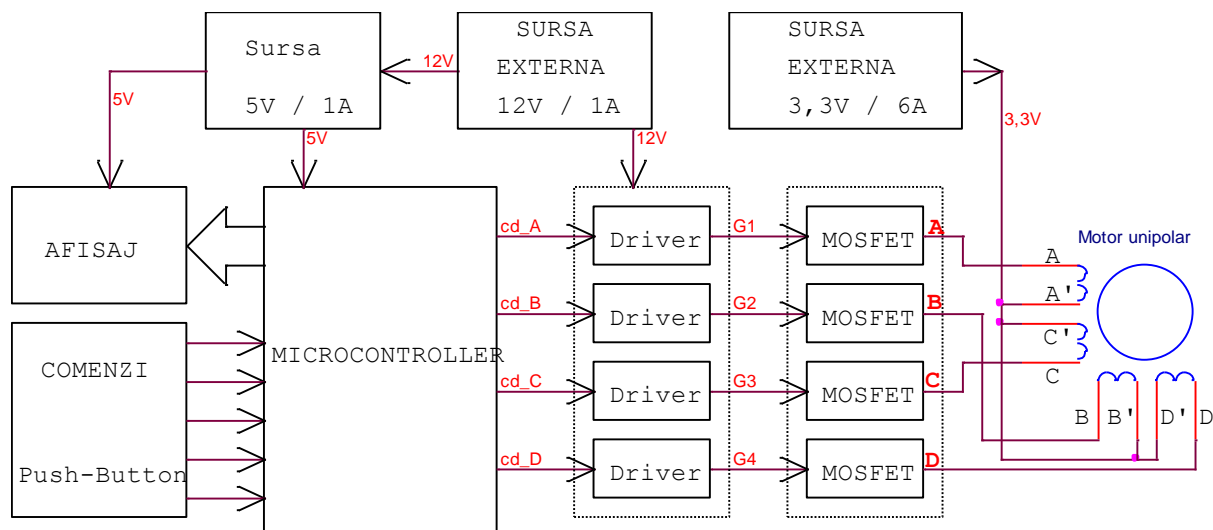 Sursa
5V / 1A
12V
SURSA
EXTERNA
12V / 1A
SURSA
EXTERNA
3,3V / 6A
5V
5V
12V
3,3V
AFISAJ
COMENZI
Push-Button
MICROCONTROLLER
cd_A
Driver
G1
MOSFET
A
cd_B
Driver
G2
MOSFET
B
cd_C
Driver
G3
MOSFET
C
cd_D
Driver
G4
MOSFET
D
Motor unipolar
A
A'
C'
C
B
B'
D'
D